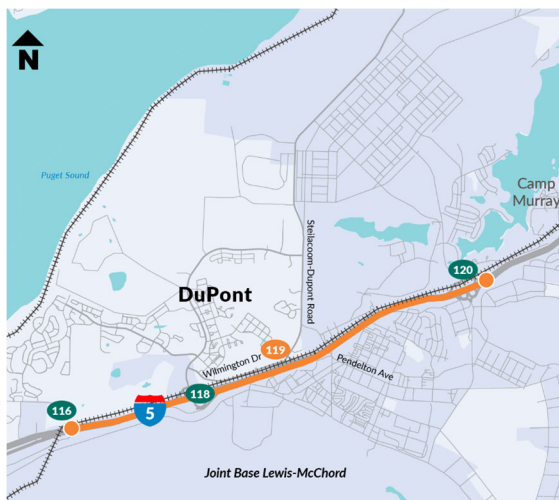 N
Puget Sound
Camp
Murray
120
Steilacoom-Dupont Road
DuPont
119
Wilmington Dr
Pendelton Ave
118
116
5
Joint Base Lewis-McChord